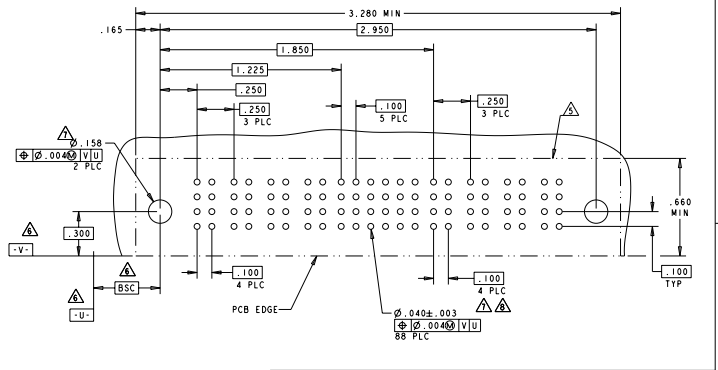 3.280 MIN
.165
2.950
1.850
1.225
.250
.250
3 PLC
.100
5 PLC
.250
3 PLC
5
7
Ø.158
⌖ Ø.004Ⓜ V U
2 PLC
.660
MIN
6
-V-
.300
6
BSC
6
-U-
.100
4 PLC
PCB EDGE
.100
4 PLC
.100
TYP
Ø.040±.003
7 8
⌖ Ø.004Ⓜ V U
88 PLC